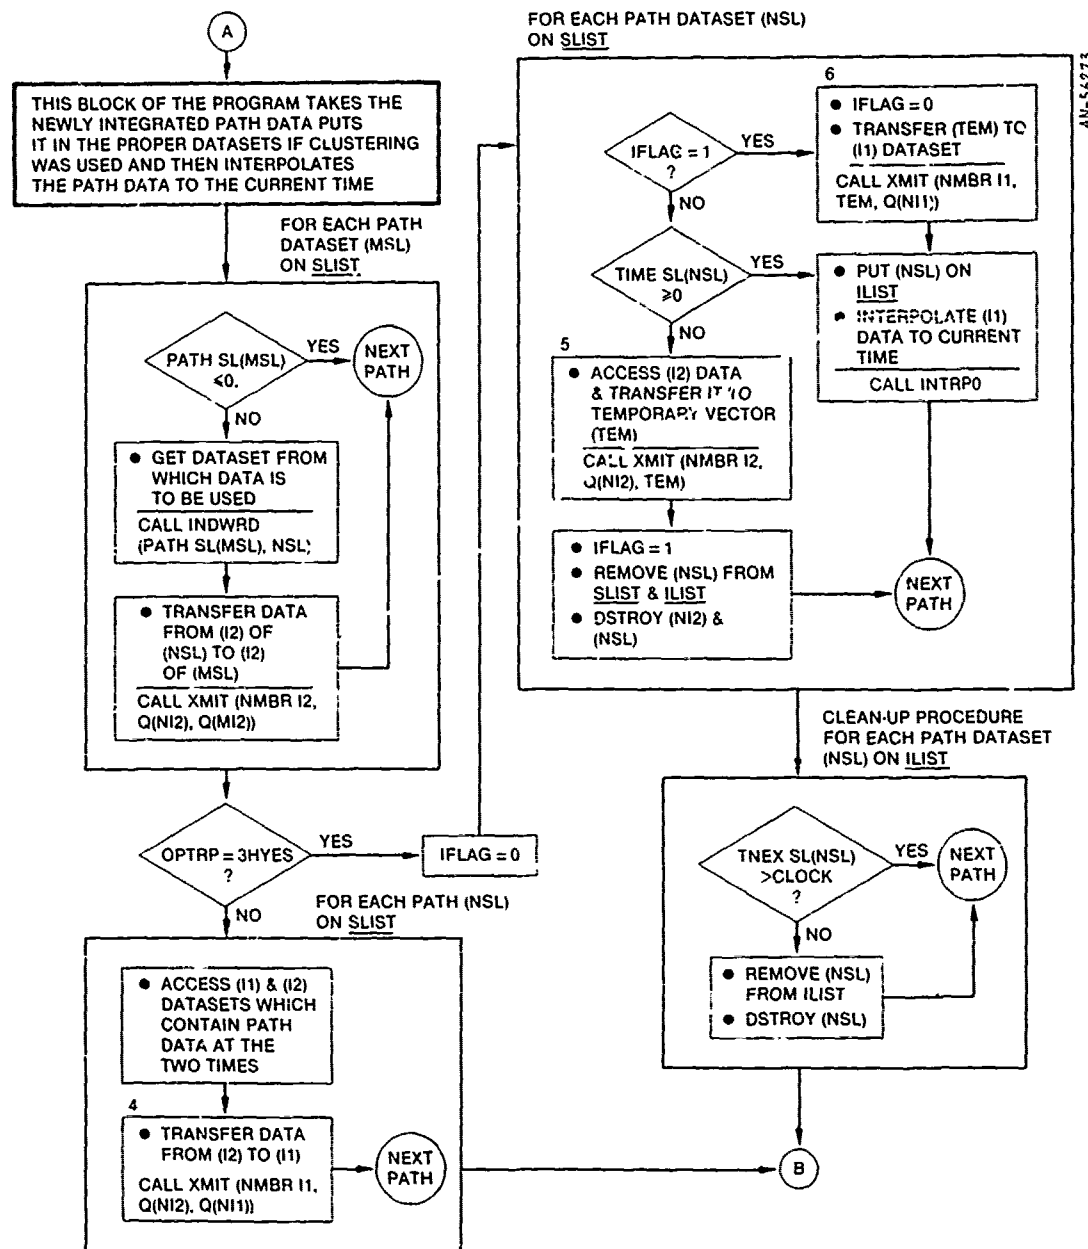 A
THIS BLOCK OF THE PROGRAM TAKES THE
NEWLY INTEGRATED PATH DATA PUTS
IT IN THE PROPER DATASETS IF CLUSTERING
WAS USED AND THEN INTERPOLATES
THE PATH DATA TO THE CURRENT TIME
FOR EACH PATH
DATASET (MSL)
ON SLIST
PATH SL(MSL)
≤0.
YES
NEXT
PATH
NO
● GET DATASET FROM
WHICH DATA IS
TO BE USED
CALL INDWRD
(PATH SL(MSL), NSL)
● TRANSFER DATA
FROM (I2) OF
(NSL) TO (I2)
OF (MSL)
CALL XMIT (NMBR I2,
Q(NI2), Q(MI2))
OPTRP = 3HYES
?
YES
IFLAG = 0
NO
FOR EACH PATH (NSL)
ON SLIST
● ACCESS (I1) & (I2)
DATASETS WHICH
CONTAIN PATH
DATA AT THE
TWO TIMES
4
● TRANSFER DATA
FROM (I2) TO (I1)
CALL XMIT (NMBR I1,
Q(NI2), Q(NI1))
NEXT
PATH
FOR EACH PATH DATASET (NSL)
ON SLIST
IFLAG = 1
?
YES
NO
6
● IFLAG = 0
● TRANSFER (TEM) TO
(I1) DATASET
CALL XMIT (NMBR I1,
TEM, Q(NI1))
TIME SL(NSL)
≥0
YES
NO
● PUT (NSL) ON
ILIST
● INTERPOLATE (I1)
DATA TO CURRENT
TIME
CALL INTRP0
5
● ACCESS (I2) DATA
& TRANSFER IT TO
TEMPORARY VECTOR
(TEM)
CALL XMIT (NMBR I2,
Q(NI2), TEM)
● IFLAG = 1
● REMOVE (NSL) FROM
SLIST & ILIST
● DSTROY (NI2) &
(NSL)
NEXT
PATH
CLEAN-UP PROCEDURE
FOR EACH PATH DATASET
(NSL) ON ILIST
TNEX SL(NSL)
>CLOCK
?
YES
NEXT
PATH
NO
● REMOVE (NSL)
FROM ILIST
● DSTROY (NSL)
B
AN-56273